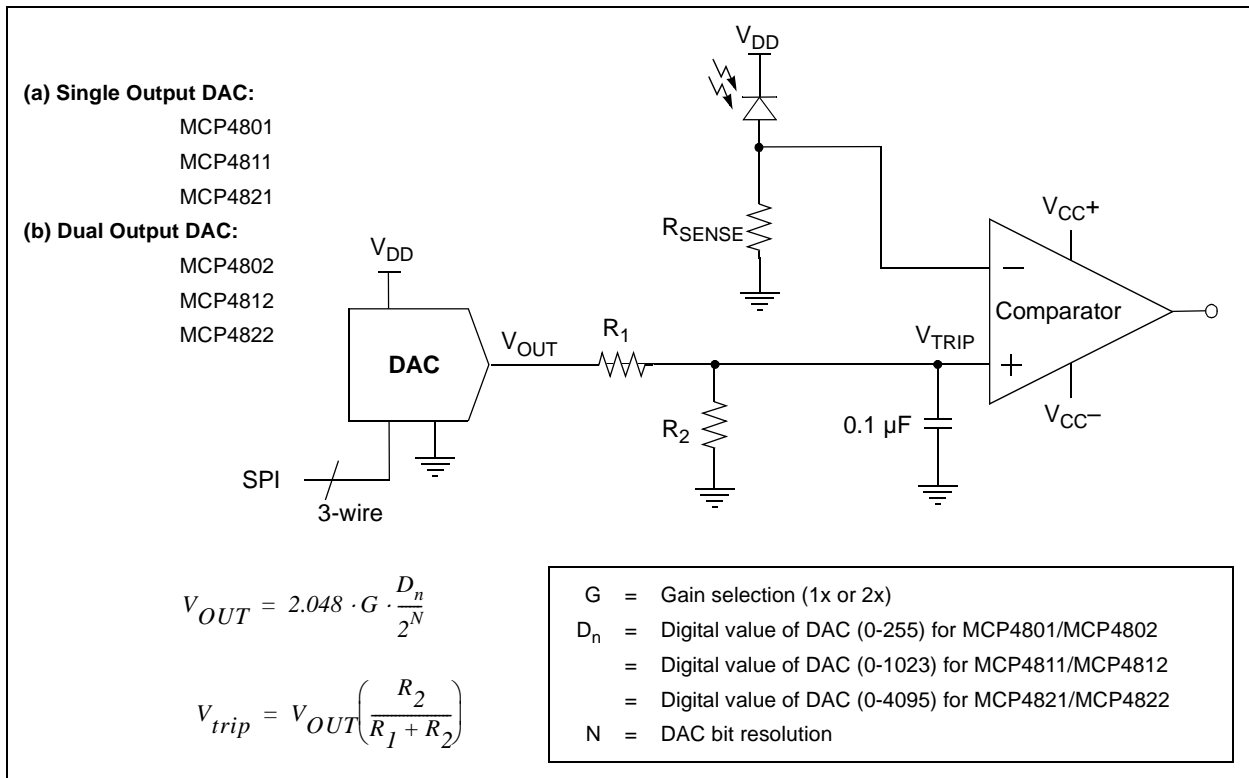 (a) Single Output DAC:
MCP4801
MCP4811
MCP4821
(b) Dual Output DAC:
MCP4802
MCP4812
MCP4822
V_DD
R_SENSE
V_CC+
Comparator
V_CC–
V_DD
DAC
V_OUT
R_1
V_TRIP
R_2
0.1 µF
SPI
3-wire
V_OUT = 2.048 · G · D_n / 2^N
V_trip = V_OUT ( R_2 / (R_1 + R_2) )
G = Gain selection (1x or 2x)
D_n = Digital value of DAC (0-255) for MCP4801/MCP4802
= Digital value of DAC (0-1023) for MCP4811/MCP4812
= Digital value of DAC (0-4095) for MCP4821/MCP4822
N = DAC bit resolution